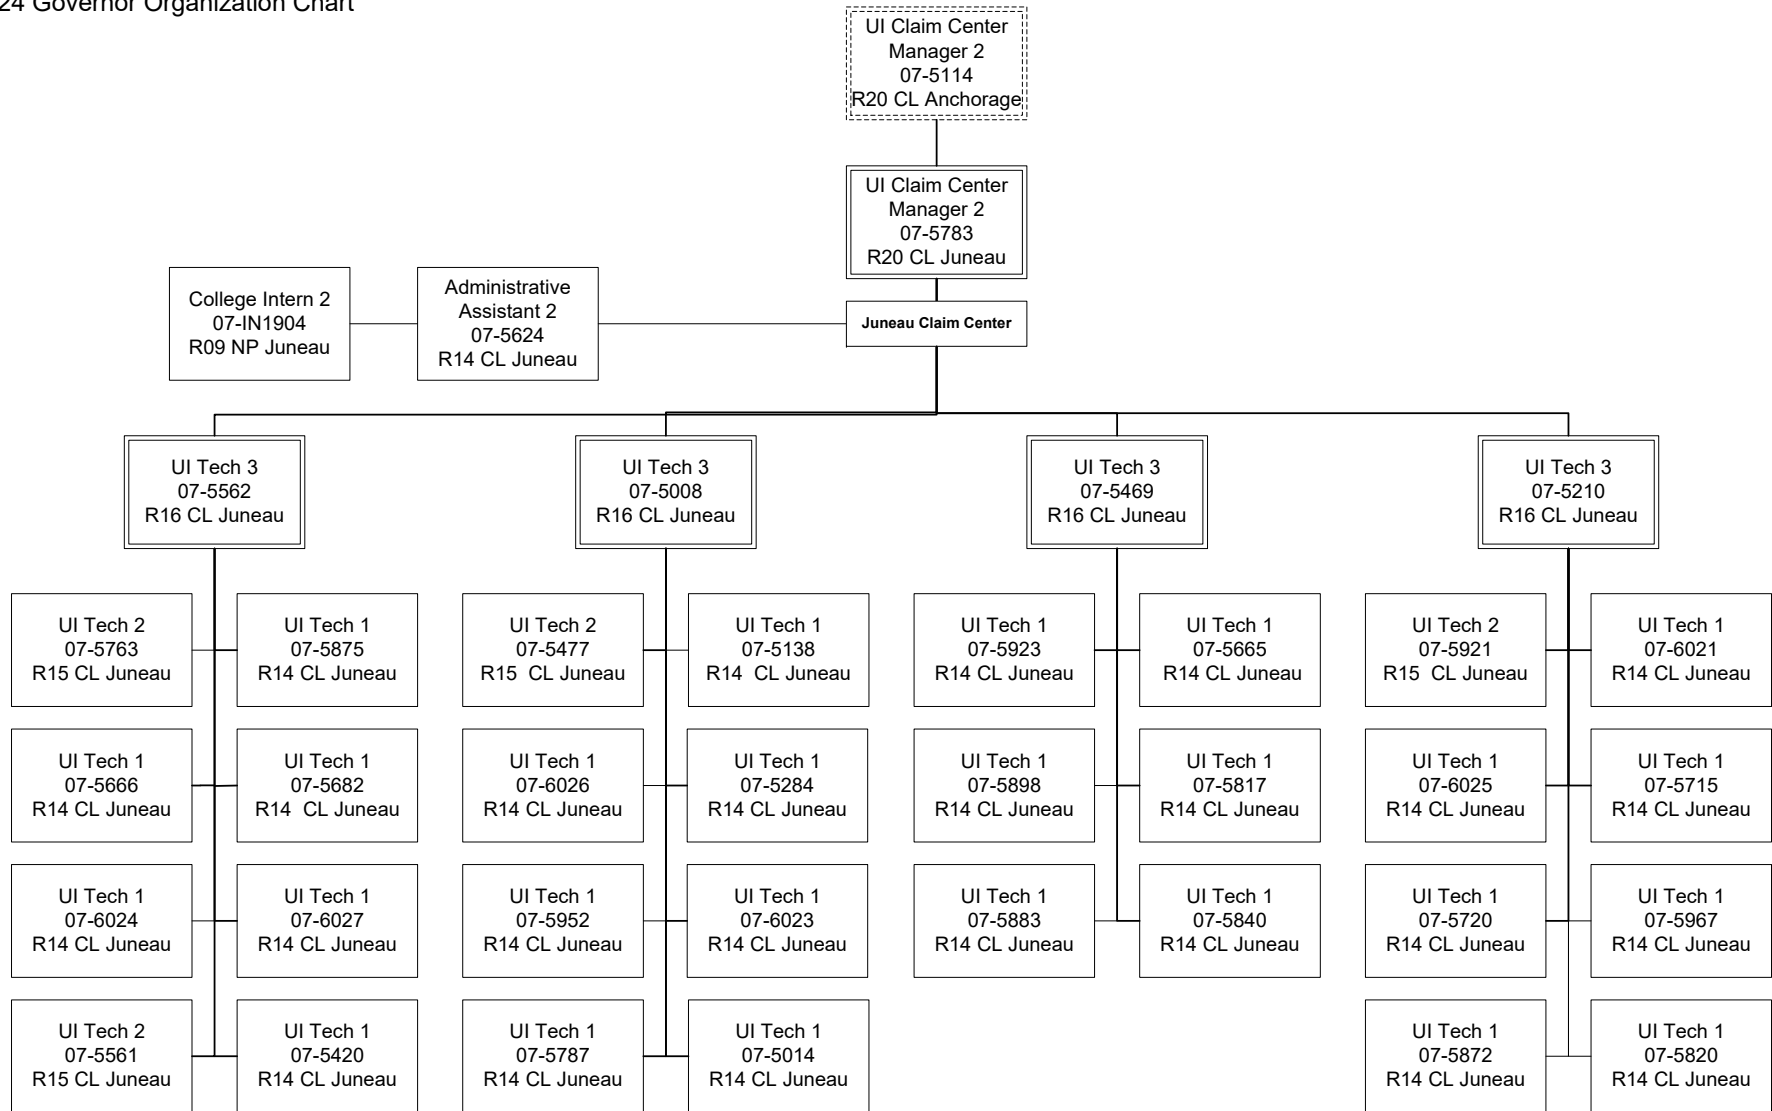 24 Governor Organization Chart
UI Claim Center
Manager 2
07-5114
R20 CL Anchorage
UI Claim Center
Manager 2
07-5783
R20 CL Juneau
College Intern 2
07-IN1904
R09 NP Juneau
Administrative
Assistant 2
07-5624
R14 CL Juneau
Juneau Claim Center
UI Tech 3
07-5562
R16 CL Juneau
UI Tech 3
07-5008
R16 CL Juneau
UI Tech 3
07-5469
R16 CL Juneau
UI Tech 3
07-5210
R16 CL Juneau
UI Tech 2
07-5763
R15 CL Juneau
UI Tech 1
07-5875
R14 CL Juneau
UI Tech 2
07-5477
R15  CL Juneau
UI Tech 1
07-5138
R14  CL Juneau
UI Tech 1
07-5923
R14 CL Juneau
UI Tech 1
07-5665
R14 CL Juneau
UI Tech 2
07-5921
R15  CL Juneau
UI Tech 1
07-6021
R14 CL Juneau
UI Tech 1
07-5666
R14 CL Juneau
UI Tech 1
07-5682
R14  CL Juneau
UI Tech 1
07-6026
R14 CL Juneau
UI Tech 1
07-5284
R14 CL Juneau
UI Tech 1
07-5898
R14 CL Juneau
UI Tech 1
07-5817
R14 CL Juneau
UI Tech 1
07-6025
R14 CL Juneau
UI Tech 1
07-5715
R14 CL Juneau
UI Tech 1
07-6024
R14 CL Juneau
UI Tech 1
07-6027
R14 CL Juneau
UI Tech 1
07-5952
R14 CL Juneau
UI Tech 1
07-6023
R14 CL Juneau
UI Tech 1
07-5883
R14 CL Juneau
UI Tech 1
07-5840
R14 CL Juneau
UI Tech 1
07-5720
R14 CL Juneau
UI Tech 1
07-5967
R14 CL Juneau
UI Tech 2
07-5561
R15 CL Juneau
UI Tech 1
07-5420
R14 CL Juneau
UI Tech 1
07-5787
R14 CL Juneau
UI Tech 1
07-5014
R14 CL Juneau
UI Tech 1
07-5872
R14 CL Juneau
UI Tech 1
07-5820
R14 CL Juneau